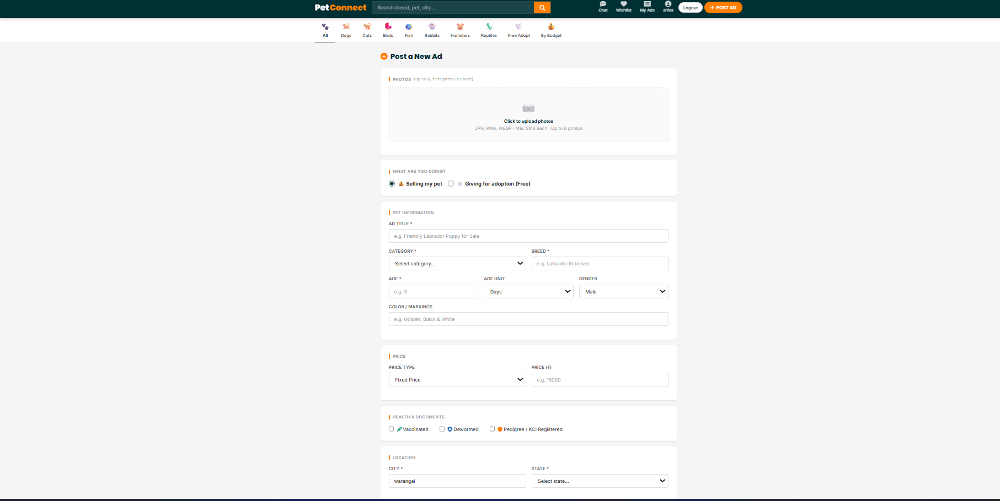 PetConnect Search breed, pet, city... Chat Wishlist My Ads shiva Logout + POST AD
All Dogs Cats Birds Fish Rabbits Hamsters Reptiles Free Adopt By Budget
Post a New Ad
PHOTOS (up to 6, first photo is cover)
Click to upload photos
JPG, PNG, WEBP · Max 5MB each · Up to 6 photos
WHAT ARE YOU DOING?
Selling my pet Giving for adoption (Free)
PET INFORMATION
AD TITLE *
e.g. Friendly Labrador Puppy for Sale
CATEGORY * BREED *
Select category... e.g. Labrador Retriever
AGE * AGE UNIT GENDER
e.g. 3 Days Male
COLOR / MARKINGS
e.g. Golden, Black & White
PRICE
PRICE TYPE PRICE (₹)
Fixed Price e.g. 15000
HEALTH & DOCUMENTS
Vaccinated Dewormed Pedigree / KCI Registered
LOCATION
CITY * STATE *
warangal Select state...